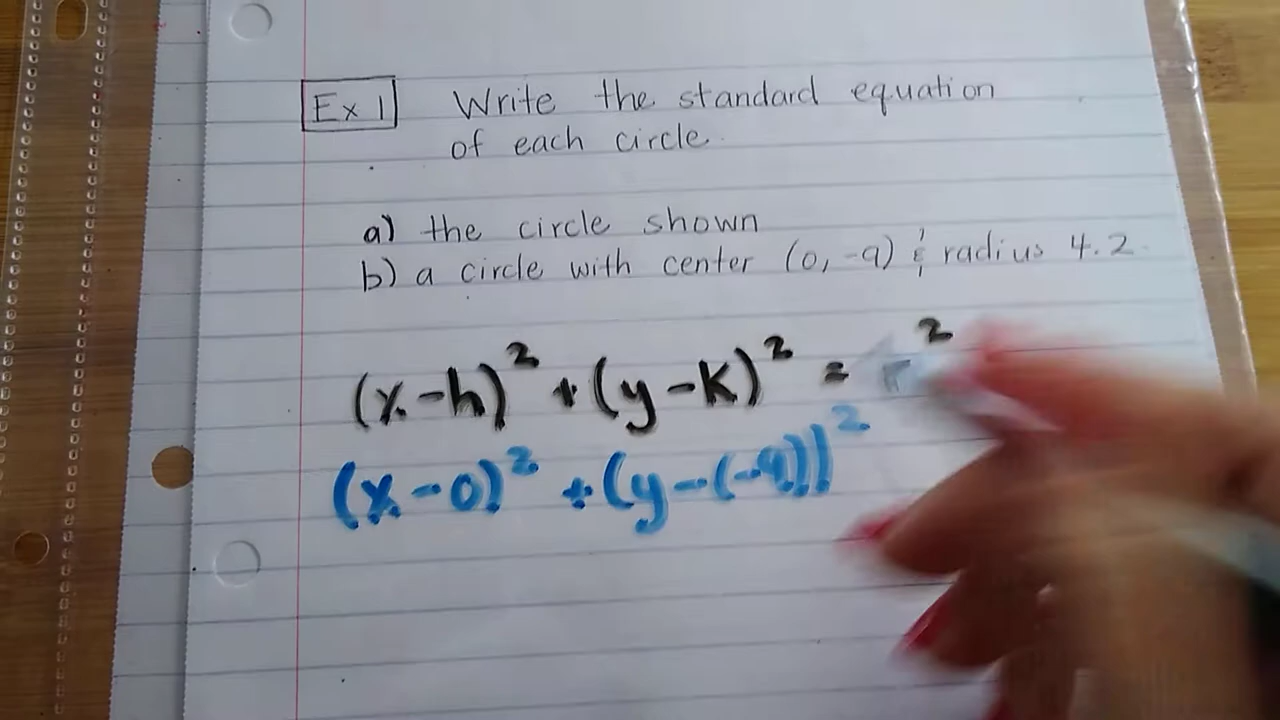 Ex 1 Write the standard equation
of each circle.
a) the circle shown
b) a circle with center (0, -9) & radius 4.2
(x-h)² + (y-k)² = r²
(x-0)² + (y-(-9))²